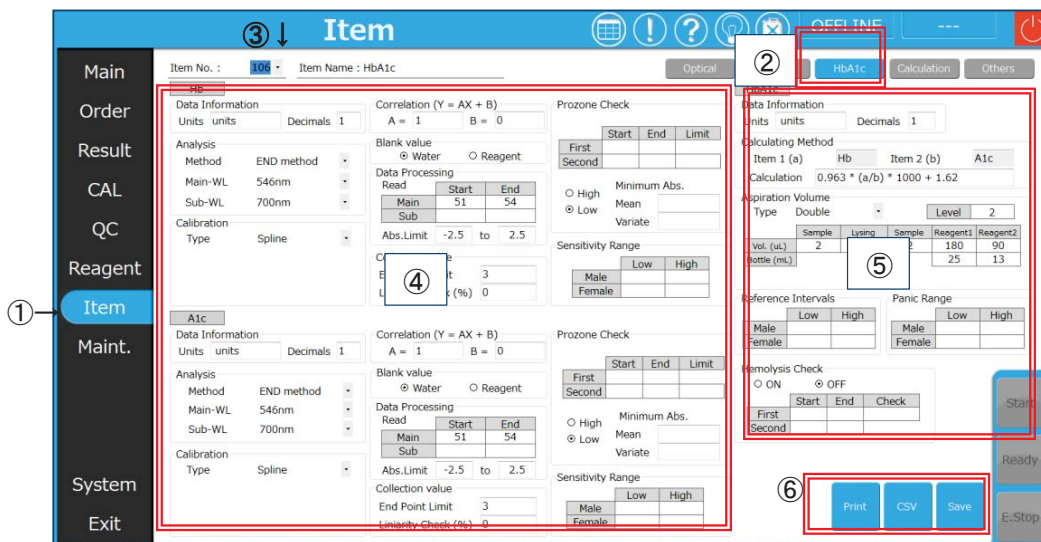 Item
OFFLINE
---
③↓
②
Main
Order
Result
CAL
QC
Reagent
①
Item
Maint.
System
Exit
Item No. : 106 Item Name : HbA1c
Optical
HbA1c
Calculation
Others
Hb
Data Information
Units units Decimals 1
Analysis
Method END method
Main-WL 546nm
Sub-WL 700nm
Calibration
Type Spline
Correlation (Y = AX + B)
A = 1 B = 0
Blank value
Water Reagent
Data Processing
Read Start End
Main 51 54
Sub
Abs.Limit -2.5 to 2.5
④
3
(%) 0
Prozone Check
Start End Limit
First
Second
High Minimum Abs.
Low Mean
Variate
Sensitivity Range
Low High
Male
Female
A1c
Data Information
Units units Decimals 1
Analysis
Method END method
Main-WL 546nm
Sub-WL 700nm
Calibration
Type Spline
Correlation (Y = AX + B)
A = 1 B = 0
Blank value
Water Reagent
Data Processing
Read Start End
Main 51 54
Sub
Abs.Limit -2.5 to 2.5
Collection value
End Point Limit 3
Liniarity Check (%) 0
Prozone Check
Start End Limit
First
Second
High Minimum Abs.
Low Mean
Variate
Sensitivity Range
Low High
Male
Female
HbA1c
Data Information
Units units Decimals 1
Calculating Method
Item 1 (a) Hb Item 2 (b) A1c
Calculation 0.963 * (a/b) * 1000 + 1.62
Aspiration Volume
Type Double Level 2
Sample Lysing Sample Reagent1 Reagent2
Vol. (uL) 2 2 180 90
Bottle (mL) 25 13
⑤
Reference Intervals
Low High
Male
Female
Panic Range
Low High
Male
Female
Hemolysis Check
ON OFF
Start End Check
First
Second
⑥
Print
CSV
Save
Start
Ready
E.Stop